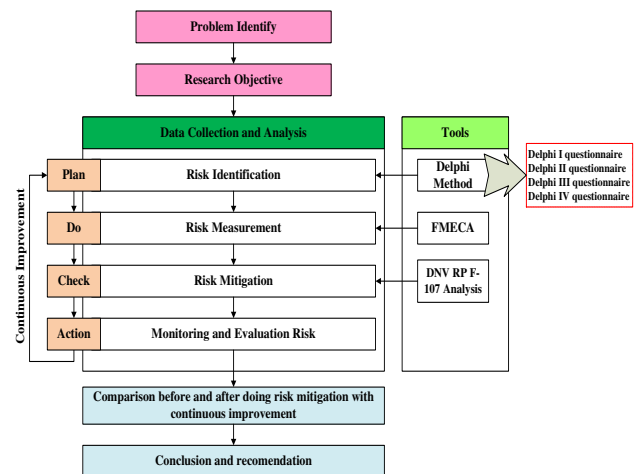 Problem Identify
Research Objective
Data Collection and Analysis
Tools
Plan
Risk Identification
Delphi
Method
Delphi I questionnaire
Delphi II questionnaire
Delphi III questionnaire
Delphi IV questionnaire
Do
Risk Measurement
FMECA
Check
Risk Mitigation
DNV RP F-
107 Analysis
Action
Monitoring and Evaluation Risk
Continuous Improvement
Comparison before and after doing risk mitigation with
continuous improvement
Conclusion and recomendation